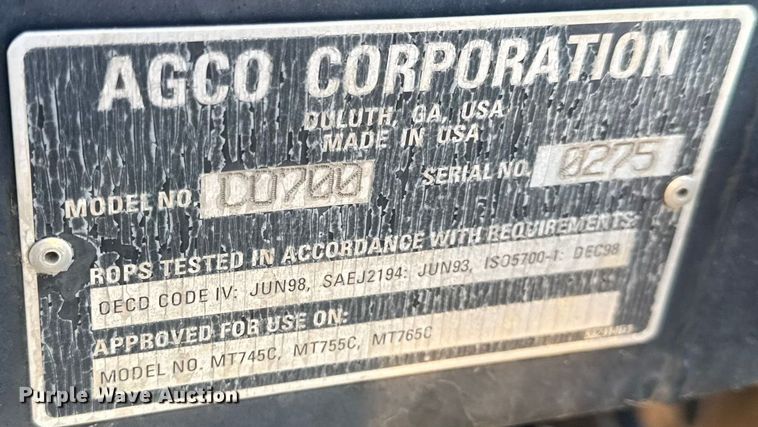 AGCO CORPORATION
DULUTH, GA, USA
MADE IN USA
MODEL NO. CO700 SERIAL NO. 0275
ROPS TESTED IN ACCORDANCE WITH REQUIREMENTS:
OECD CODE IV: JUN98, SAEJ2194: JUN93, ISO5700-1: DEC98
APPROVED FOR USE ON:
MODEL NO. MT745C, MT755C, MT765C
Purple Wave Auction